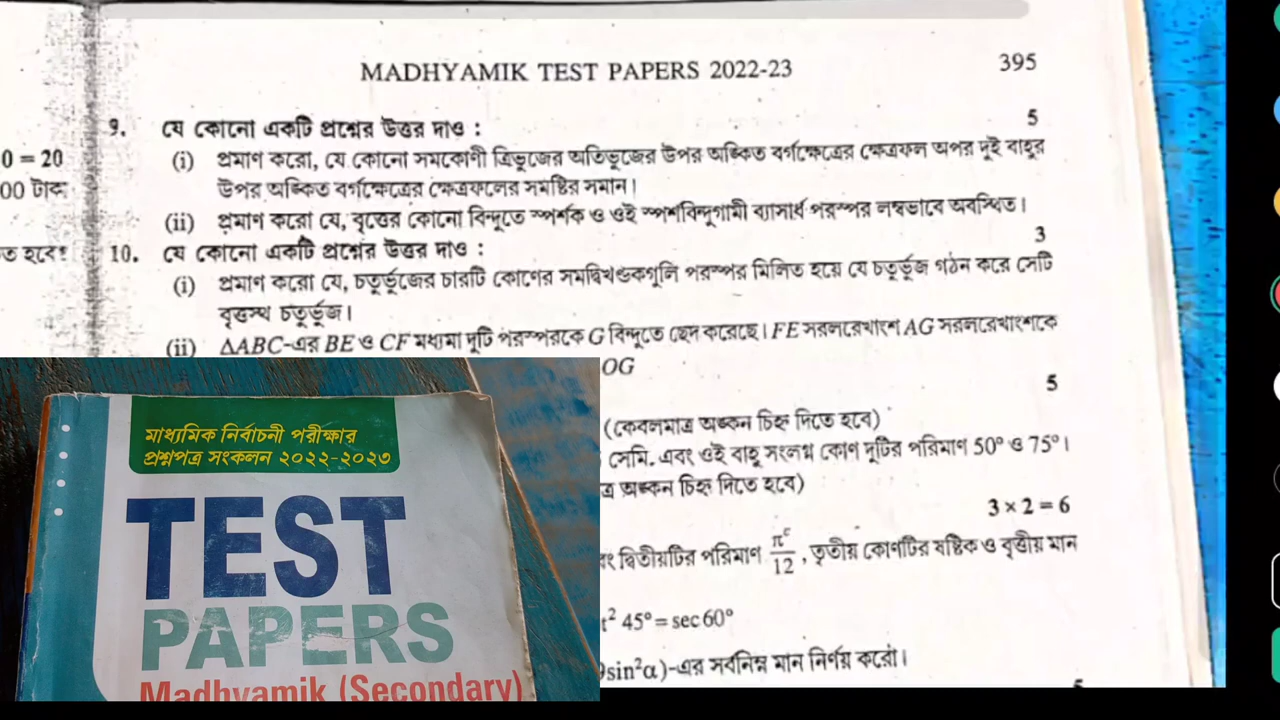 MADHYAMIK TEST PAPERS 2022-23
395
0 = 20
00 টাক
ত হবে।
9. যে কোনো একটি প্রশ্নের উত্তর দাও :
5
(i) প্রমাণ করো, যে কোনো সমকোণী ত্রিভুজের অতিভুজের উপর অঙ্কিত বর্গক্ষেত্রের ক্ষেত্রফল অপর দুই বাহুর
উপর অঙ্কিত বর্গক্ষেত্রের ক্ষেত্রফলের সমষ্টির সমান।
(ii) প্রমাণ করো যে, বৃত্তের কোনো বিন্দুতে স্পর্শক ও ওই স্পর্শবিন্দুগামী ব্যাসার্ধ পরস্পর লম্বভাবে অবস্থিত।
10. যে কোনো একটি প্রশ্নের উত্তর দাও :
3
(i) প্রমাণ করো যে, চতুর্ভুজের চারটি কোণের সমদ্বিখণ্ডকগুলি পরস্পর মিলিত হয়ে যে চতুর্ভুজ গঠন করে সেটি
বৃত্তস্থ চতুর্ভুজ।
(ii) ΔABC-এর BE ও CF মধ্যমা দুটি পরস্পরকে G বিন্দুতে ছেদ করেছে। FE সরলরেখাংশ AG সরলরেখাংশকে
OG
5
(কেবলমাত্র অঙ্কন চিহ্ন দিতে হবে)
সেমি. এবং ওই বাহু সংলগ্ন কোণ দুটির পরিমাণ 50° ও 75°।
ত্র অঙ্কন চিহ্ন দিতে হবে)
3 × 2 = 6
বং দ্বিতীয়টির পরিমাণ π^c/12, তৃতীয় কোণটির ষষ্টিক ও বৃত্তীয় মান
t² 45° = sec 60°
9sin²α)-এর সর্বনিম্ন মান নির্ণয় করো।
মাধ্যমিক নির্বাচনী পরীক্ষার
প্রশ্নপত্র সংকলন ২০২২-২০২৩
TEST
PAPERS
Madhyamik (Secondary)